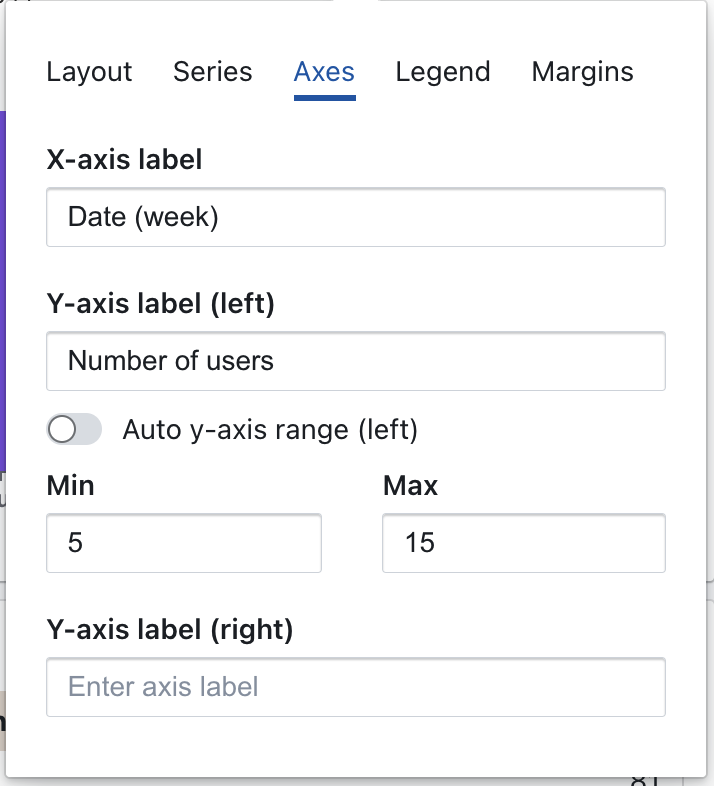 Layout Series Axes Legend Margins
X-axis label
Date (week)
Y-axis label (left)
Number of users
Auto y-axis range (left)
Min Max
5 15
Y-axis label (right)
Enter axis label